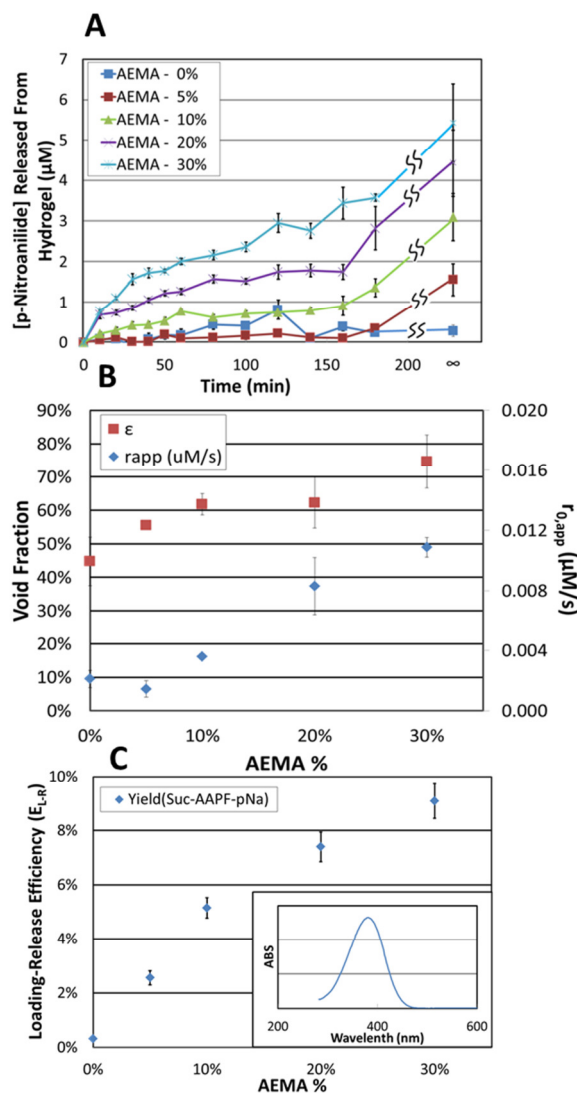 A
[p-Nitroanilide] Released From
Hydrogel (μM)
7
6
5
4
3
2
1
0
AEMA - 0%
AEMA - 5%
AEMA - 10%
AEMA - 20%
AEMA - 30%
0
50
100
150
200
∞
Time (min)
B
Void Fraction
90%
80%
70%
60%
50%
40%
30%
20%
10%
0%
ε
rapp (uM/s)
0.020
0.016
0.012
0.008
0.004
0.000
r0,app (μM/s)
0%
10%
20%
30%
AEMA %
C
Loading-Release Efficiency (EL-R)
10%
8%
6%
4%
2%
0%
Yield(Suc-AAPF-pNa)
ABS
200
400
600
Wavelenth (nm)
0%
10%
20%
30%
AEMA %